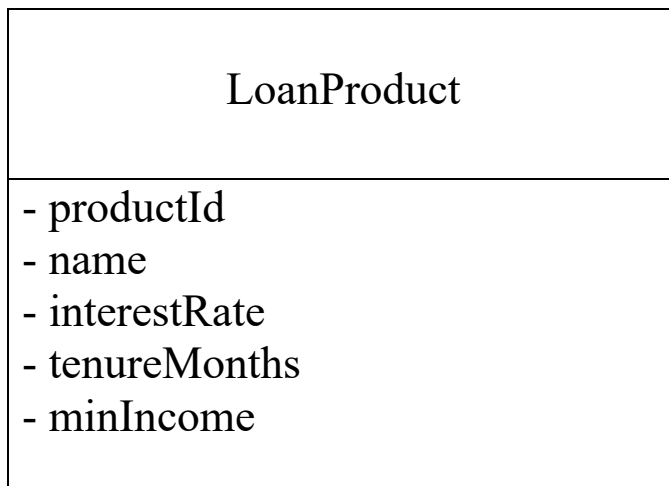 LoanProduct
- productId
- name
- interestRate
- tenureMonths
- minIncome